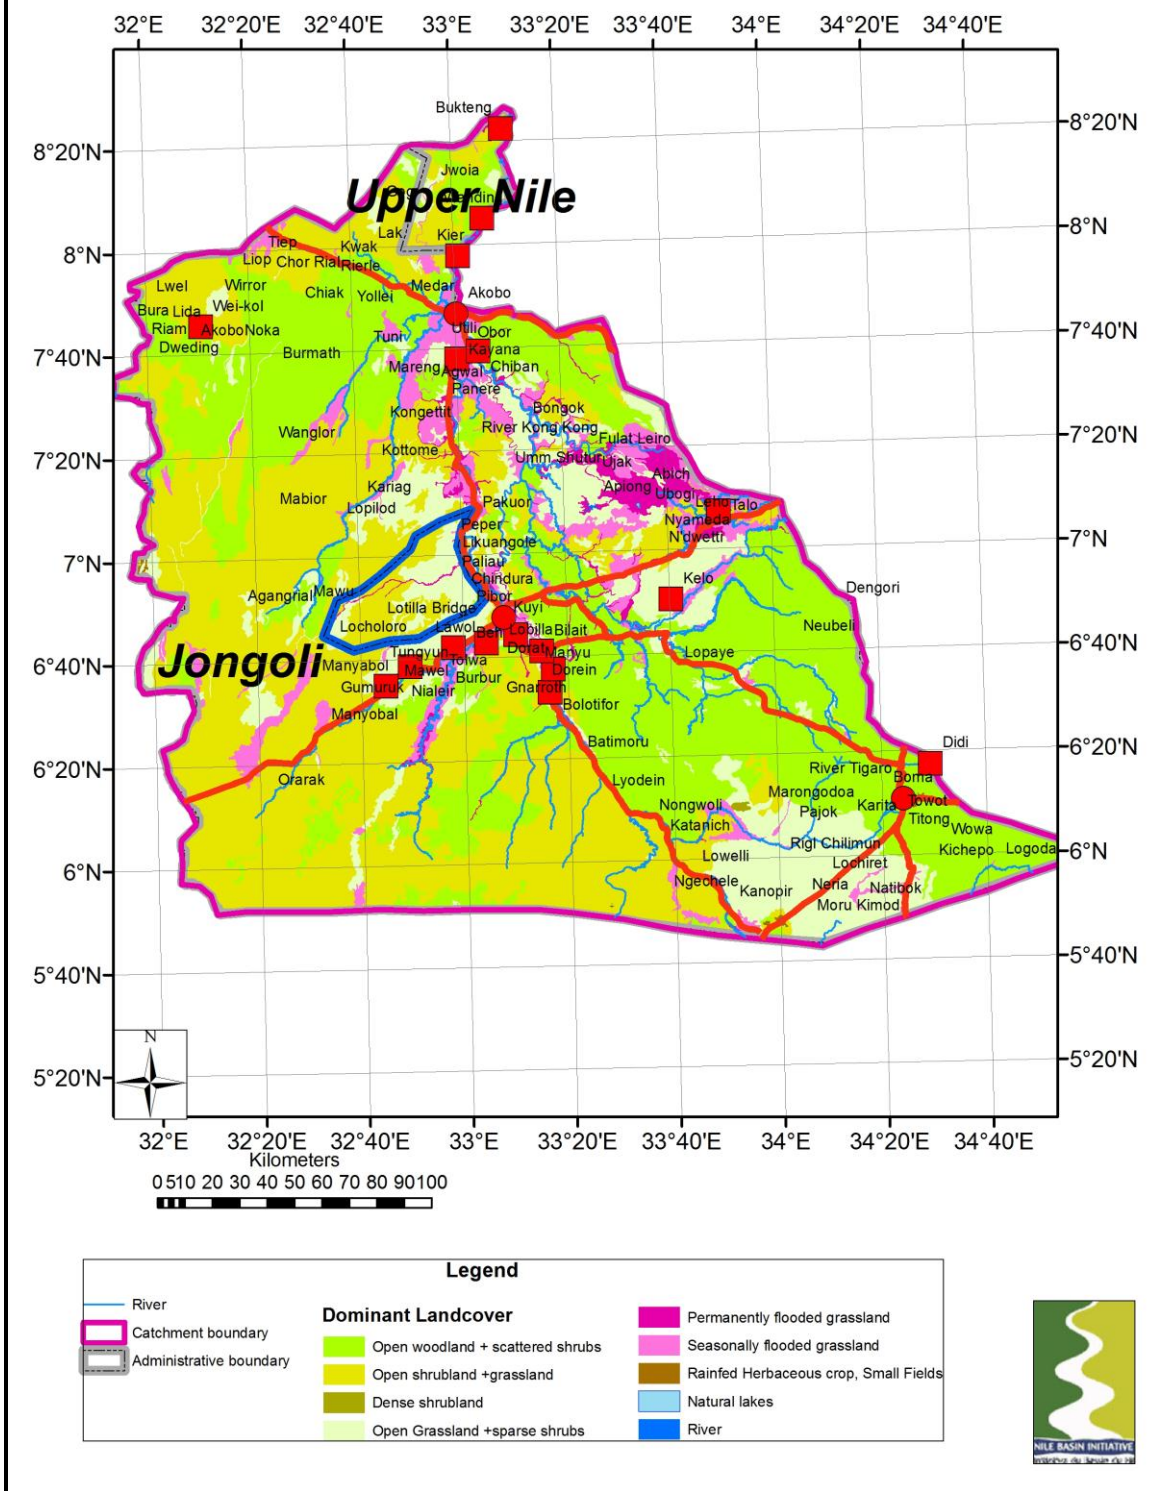 32°E 32°20'E 32°40'E 33°E 33°20'E 33°40'E 34°E 34°20'E 34°40'E
Bukteng
8°20'N
8°20'N
Jwoia
Upper Nile
8°N
Lak
Kier
8°N
Tiep
Kwak
Liop Chor Rial Rierle
Lwel
Wirror
Chiak
Yollei
Medar
Akobo
Bura Lida
Wei-kol
Riam
Akobo Noka
Utili Obor
7°40'N
Dweding
Burmath
Tuni
Kayana
7°40'N
Mareng
Agwal
Chiban
Panere
Kongettit
Bongok
River Kong Kong
Wanglor
Fulat Leiro
7°20'N
Kottome
Umm Shutur Ujak
7°20'N
Abich
Kariag
Apiong
Ubogi
Mabior
Lopilod
Pakuor
Leho Talo
Peper
Nyameda
7°N
Likuangole
N'dwettr
7°N
Paliau
Chindura
Kelo
Dengori
Agangrial Mawu
Pibor
Lotilla Bridge
Kuyi
Locholoro
Lawol
Lobilla Bilait
Neubeli
Beri
6°40'N
Jongoli
Tungyun
Dorat Manyu
Lopaye
6°40'N
Manyabol
Tolwa
Mawel
Burbur
Dorein
Gumuruk
Nialeir
Gnarroth
Manyobal
Bolotifor
Batimoru
Didi
6°20'N
Orarak
Lyodein
River Tigaro
Boma
6°20'N
Marongodoa
Nongwoli
Pajok
Karita
Towot
Katanich
Titong
Wowa
6°N
Lowelli
Rigl Chilimun
Kichepo
Logoda
6°N
Lochiret
Ngechele
Kanopir
Neria
Natibok
Moru Kimod
5°40'N
5°40'N
N
5°20'N
5°20'N
32°E 32°20'E 32°40'E 33°E 33°20'E 33°40'E 34°E 34°20'E 34°40'E
Kilometers
0 510 20 30 40 50 60 70 80 90100
Legend
River
Catchment boundary
Administrative boundary
Dominant Landcover
Open woodland + scattered shrubs
Open shrubland +grassland
Dense shrubland
Open Grassland +sparse shrubs
Permanently flooded grassland
Seasonally flooded grassland
Rainfed Herbaceous crop, Small Fields
Natural lakes
River
NILE BASIN INITIATIVE